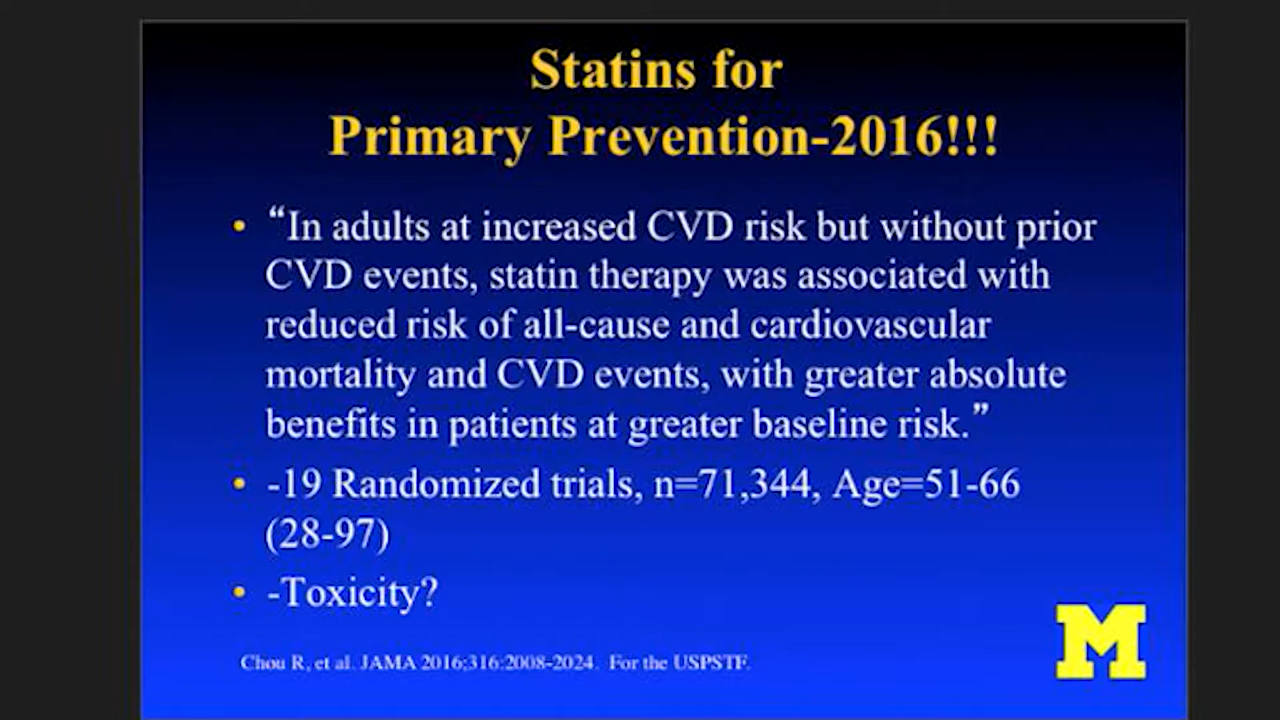 Statins for
Primary Prevention-2016!!!
• “In adults at increased CVD risk but without prior
CVD events, statin therapy was associated with
reduced risk of all-cause and cardiovascular
mortality and CVD events, with greater absolute
benefits in patients at greater baseline risk.”
• -19 Randomized trials, n=71,344, Age=51-66
(28-97)
• -Toxicity?
M
Chou R, et al. JAMA 2016;316:2008-2024. For the USPSTF.